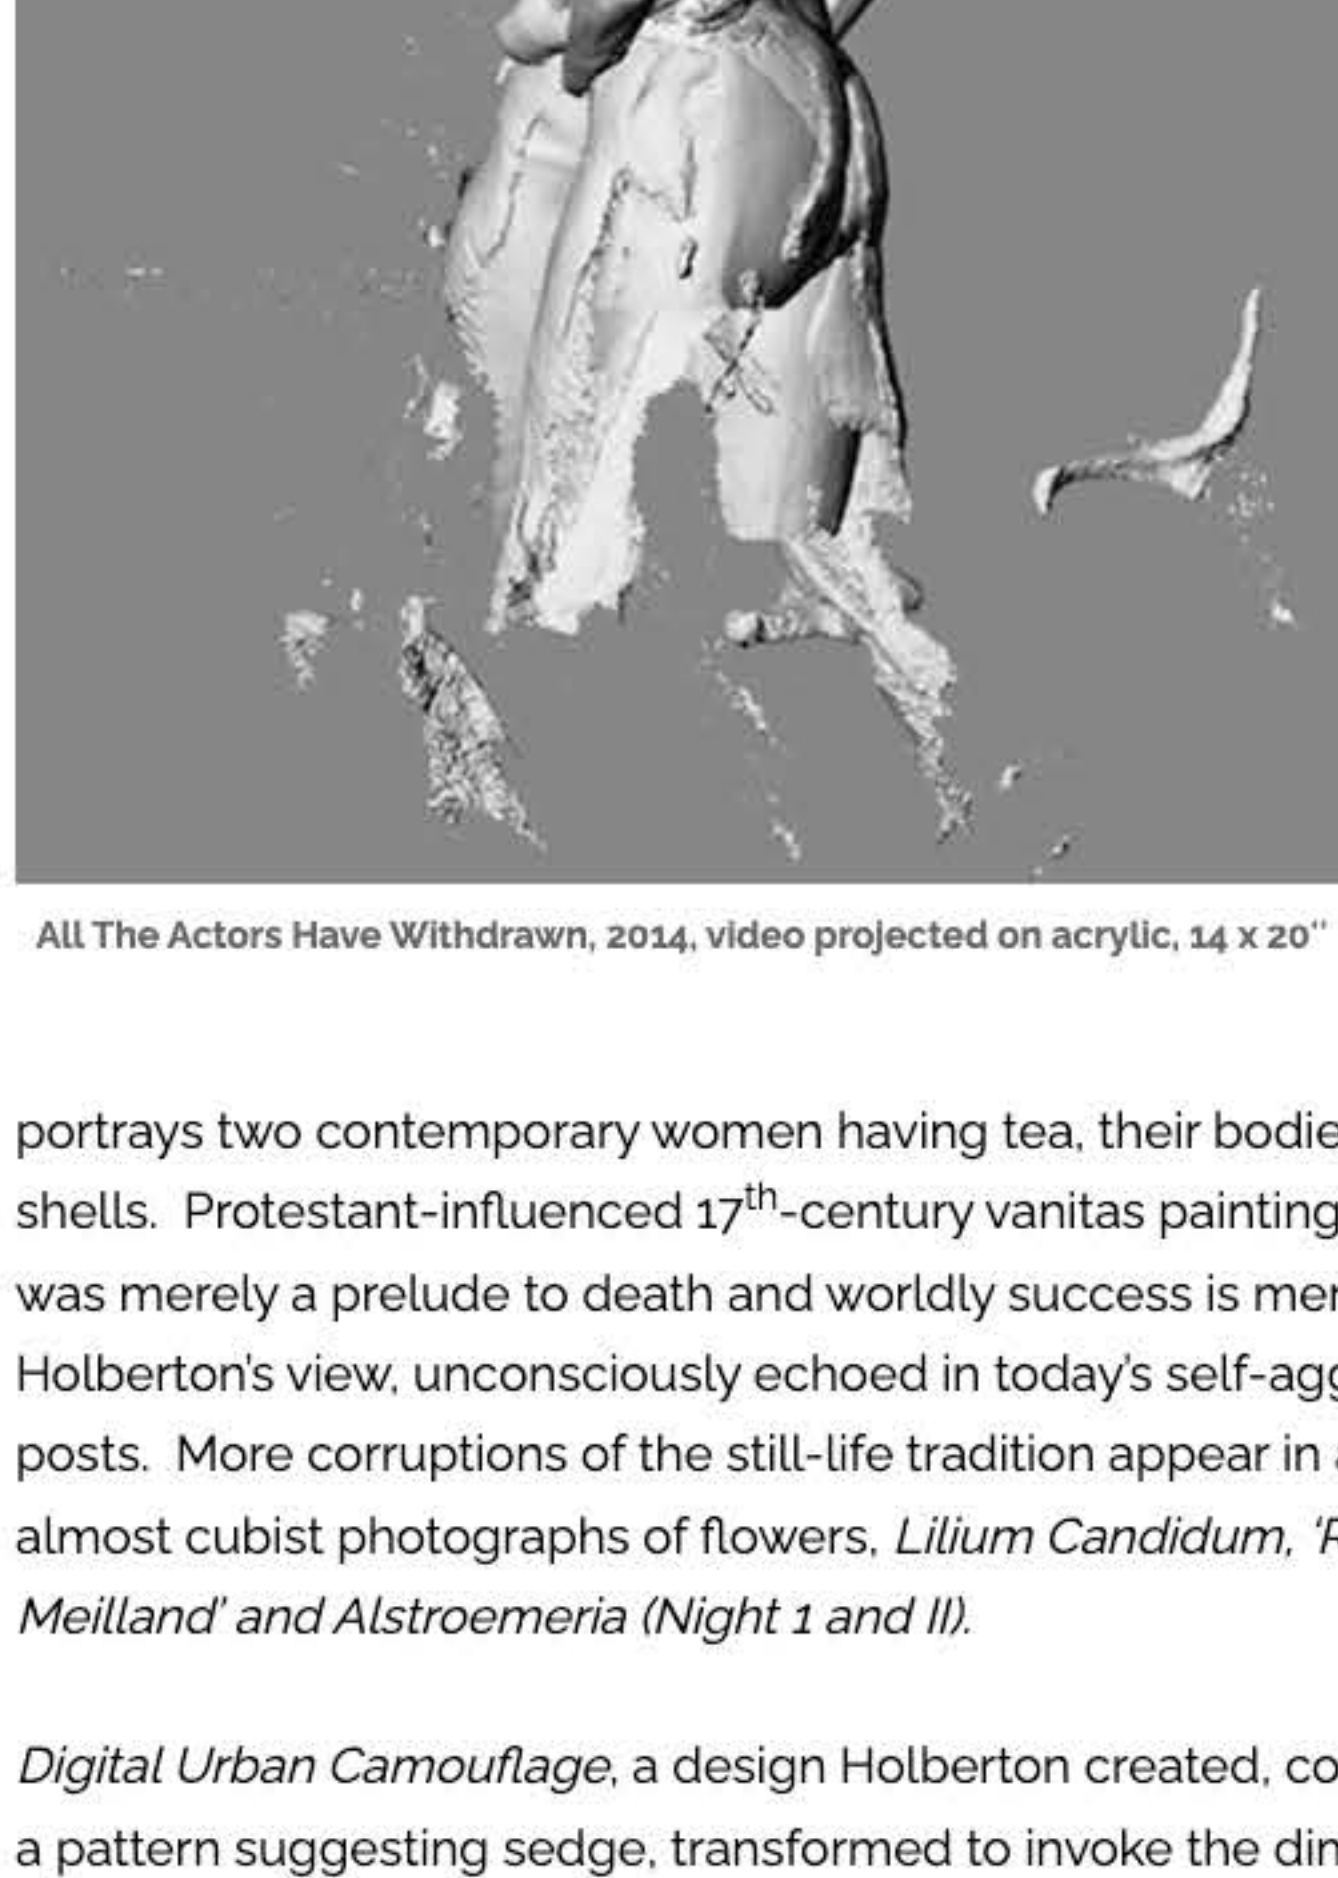 All The Actors Have Withdrawn, 2014, video projected on acrylic, 14 x 20"
portrays two contemporary women having tea, their bodie
shells.  Protestant-influenced 17th-century vanitas painting
was merely a prelude to death and worldly success is mer
Holberton's view, unconsciously echoed in today's self-agg
posts.  More corruptions of the still-life tradition appear in a
almost cubist photographs of flowers, Lilium Candidum, 'R
Meilland' and Alstroemeria (Night 1 and II).
Digital Urban Camouflage, a design Holberton created, co
a pattern suggesting sedge, transformed to invoke the din